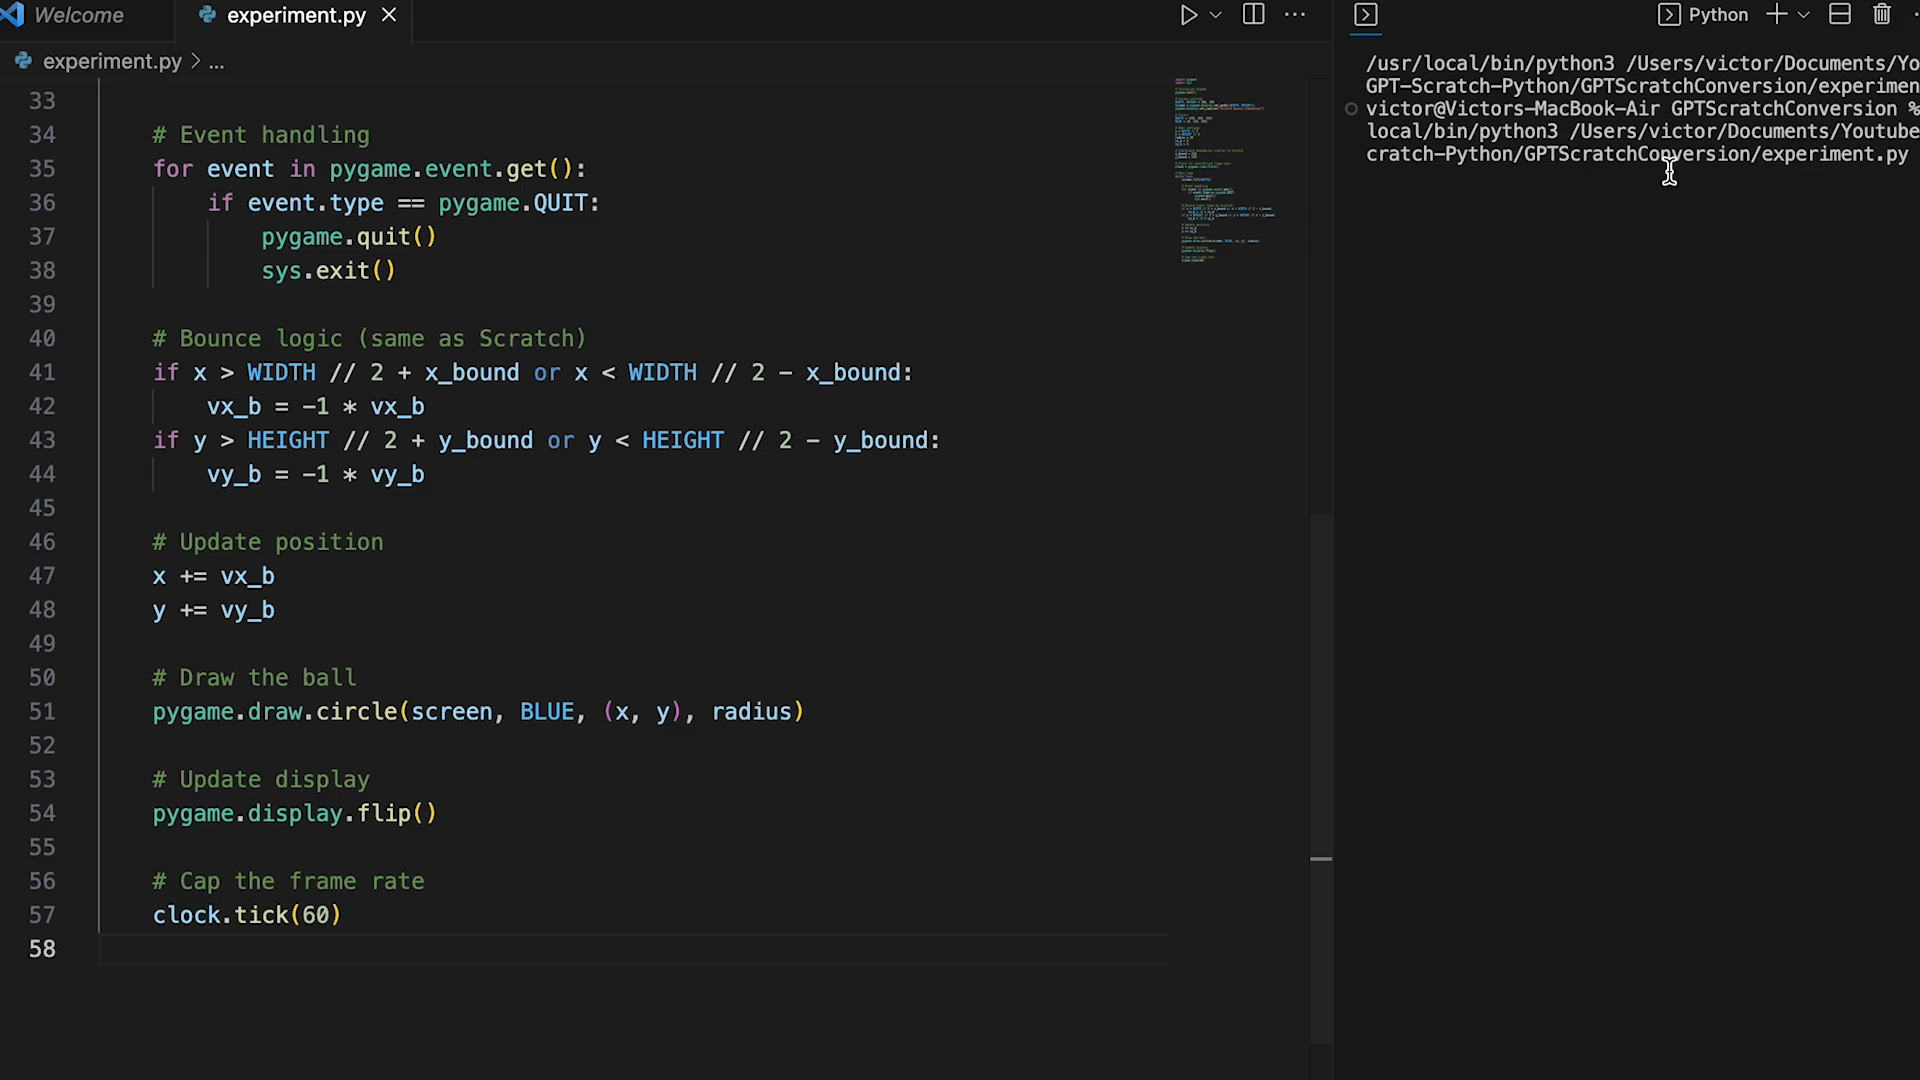 Welcome
experiment.py
experiment.py > ...
33
34 # Event handling
35 for event in pygame.event.get():
36 if event.type == pygame.QUIT:
37 pygame.quit()
38 sys.exit()
39
40 # Bounce logic (same as Scratch)
41 if x > WIDTH // 2 + x_bound or x < WIDTH // 2 - x_bound:
42 vx_b = -1 * vx_b
43 if y > HEIGHT // 2 + y_bound or y < HEIGHT // 2 - y_bound:
44 vy_b = -1 * vy_b
45
46 # Update position
47 x += vx_b
48 y += vy_b
49
50 # Draw the ball
51 pygame.draw.circle(screen, BLUE, (x, y), radius)
52
53 # Update display
54 pygame.display.flip()
55
56 # Cap the frame rate
57 clock.tick(60)
58
Python
/usr/local/bin/python3 /Users/victor/Documents/Yo
GPT-Scratch-Python/GPTScratchConversion/experimen
victor@Victors-MacBook-Air GPTScratchConversion %
local/bin/python3 /Users/victor/Documents/Youtube
cratch-Python/GPTScratchConversion/experiment.py